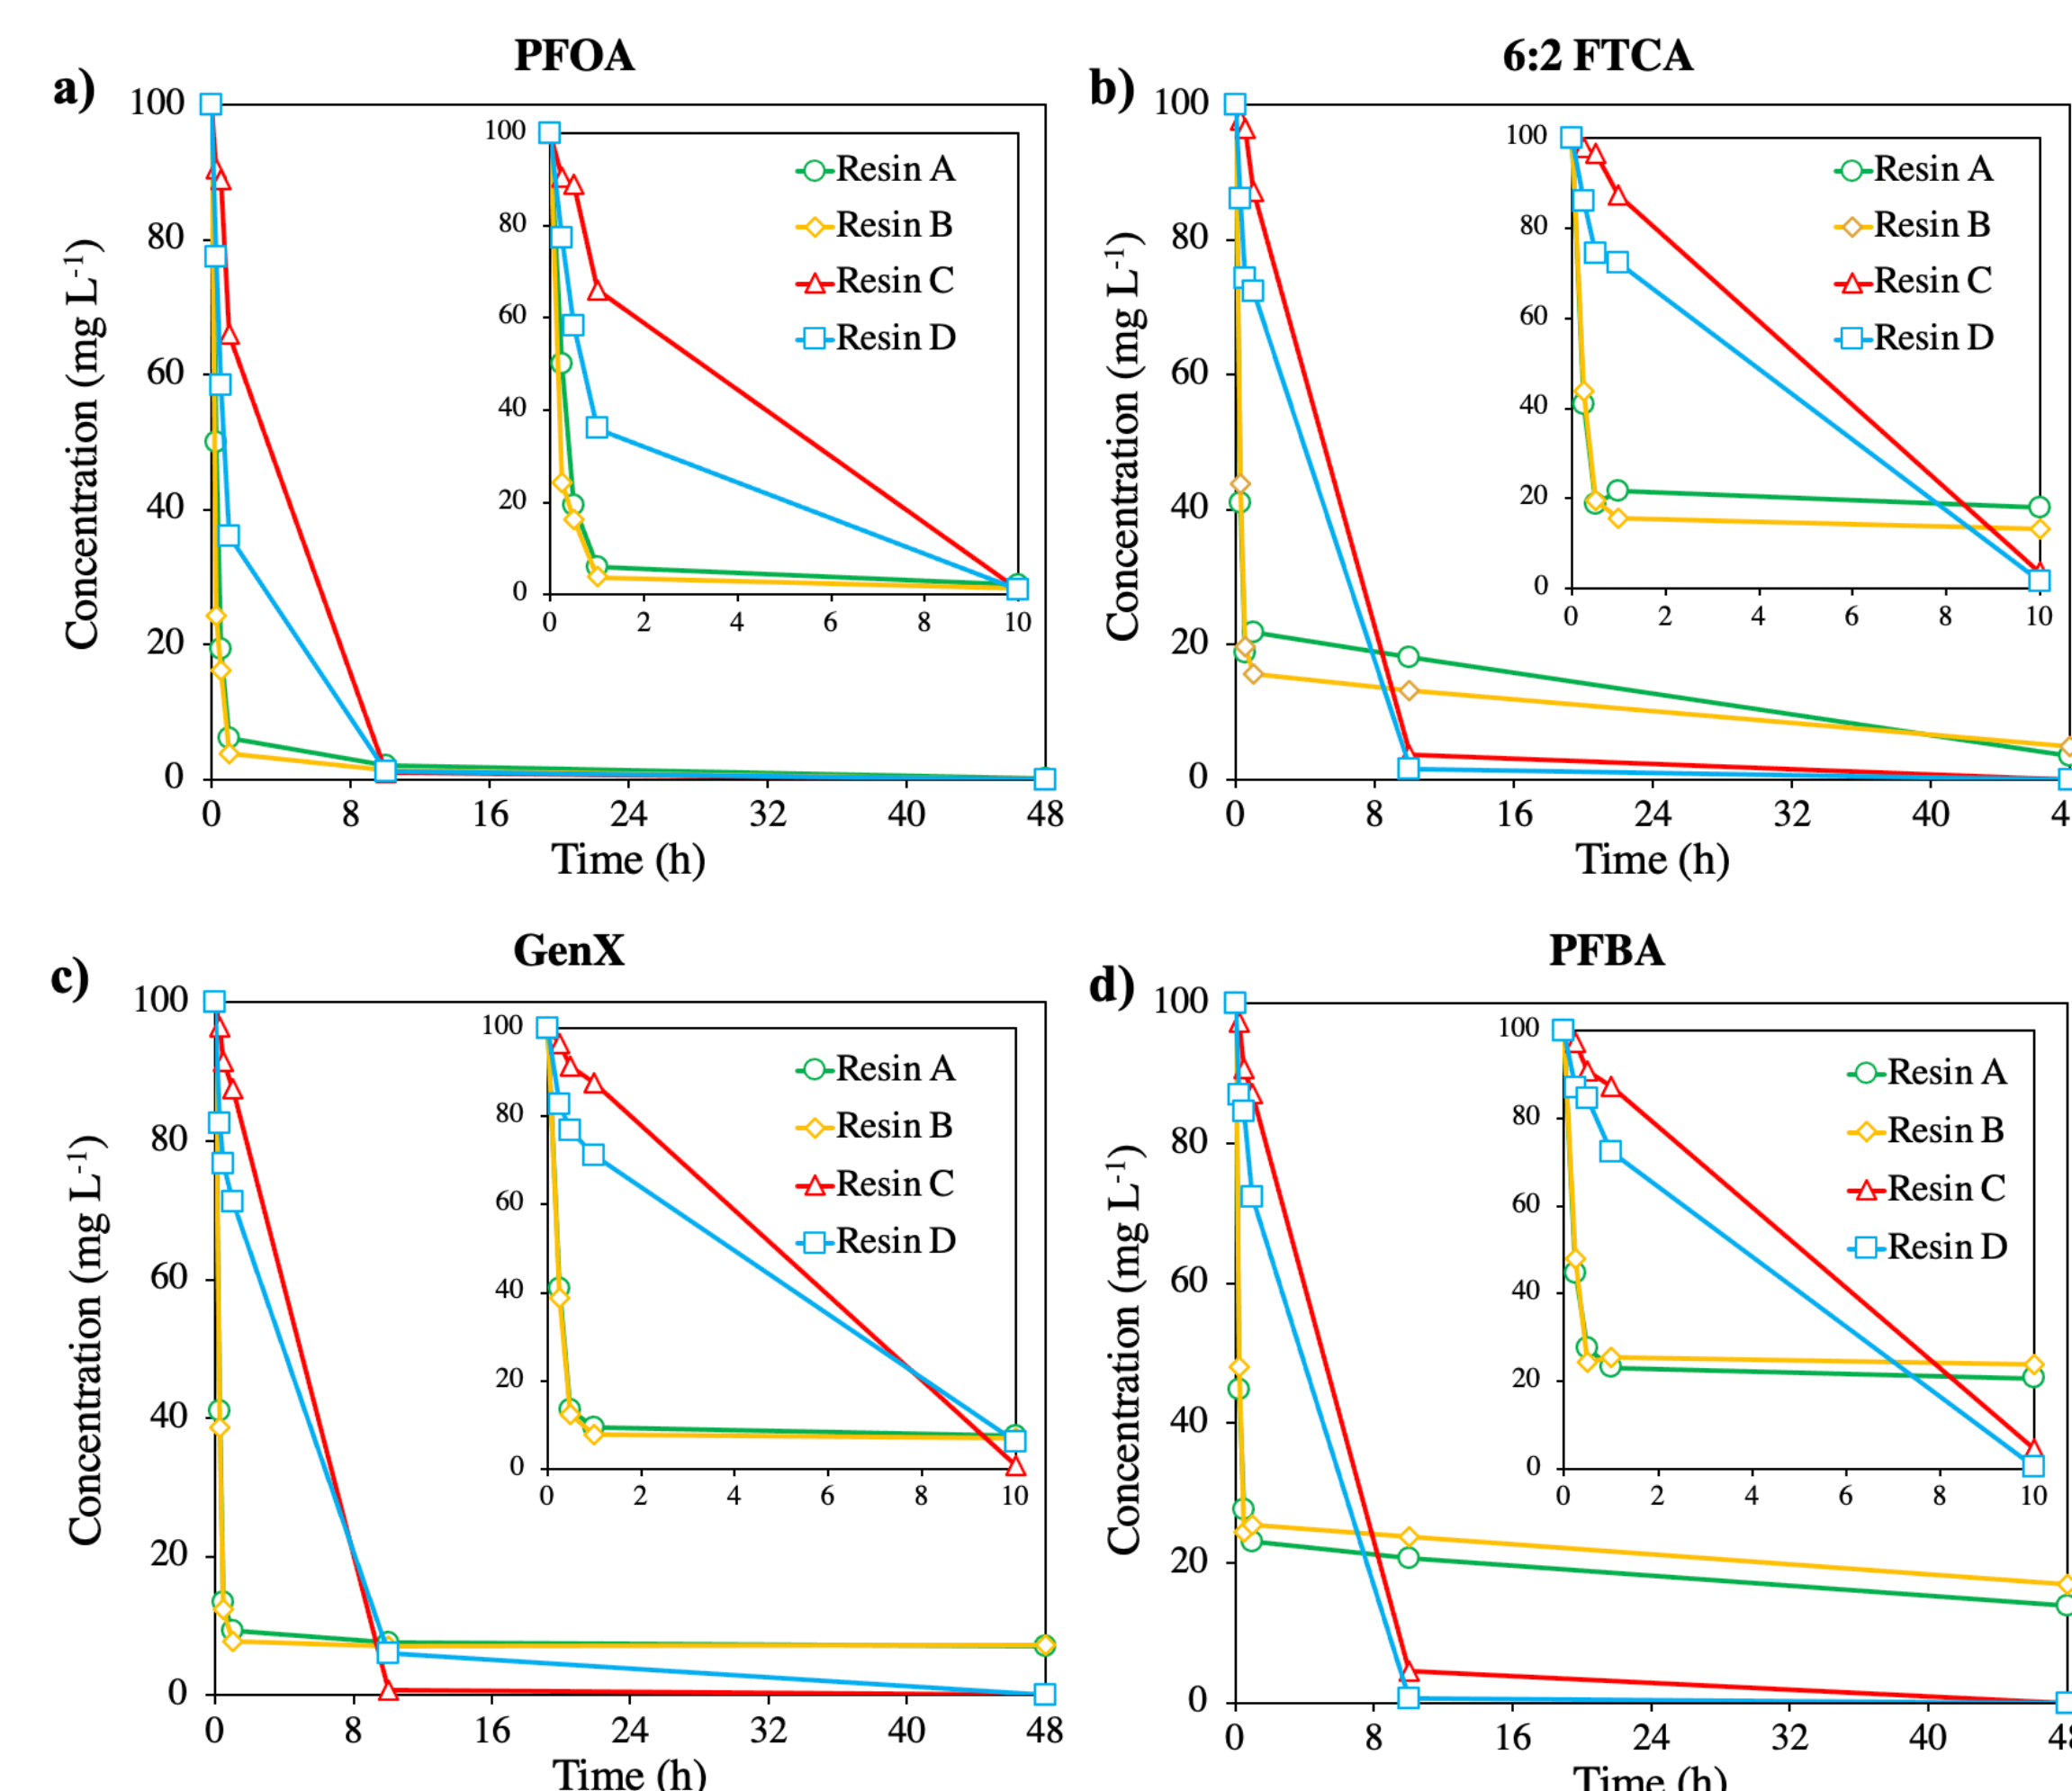 PFOA
a)
100
80
60
40
20
0
Concentration (mg L⁻¹)
0 8 16 24 32 40 48
Time (h)
100
80
60
40
20
0
0 2 4 6 8 10
Resin A
Resin B
Resin C
Resin D
6:2 FTCA
b)
100
80
60
40
20
0
Concentration (mg L⁻¹)
0 8 16 24 32 40 4
Time (h)
100
80
60
40
20
0
0 2 4 6 8 10
Resin A
Resin B
Resin C
Resin D
GenX
c)
100
80
60
40
20
0
Concentration (mg L⁻¹)
0 8 16 24 32 40 48
Time (h)
100
80
60
40
20
0
0 2 4 6 8 10
Resin A
Resin B
Resin C
Resin D
PFBA
d)
100
80
60
40
20
0
Concentration (mg L⁻¹)
0 8 16 24 32 40 48
Time (h)
100
80
60
40
20
0
0 2 4 6 8 10
Resin A
Resin B
Resin C
Resin D